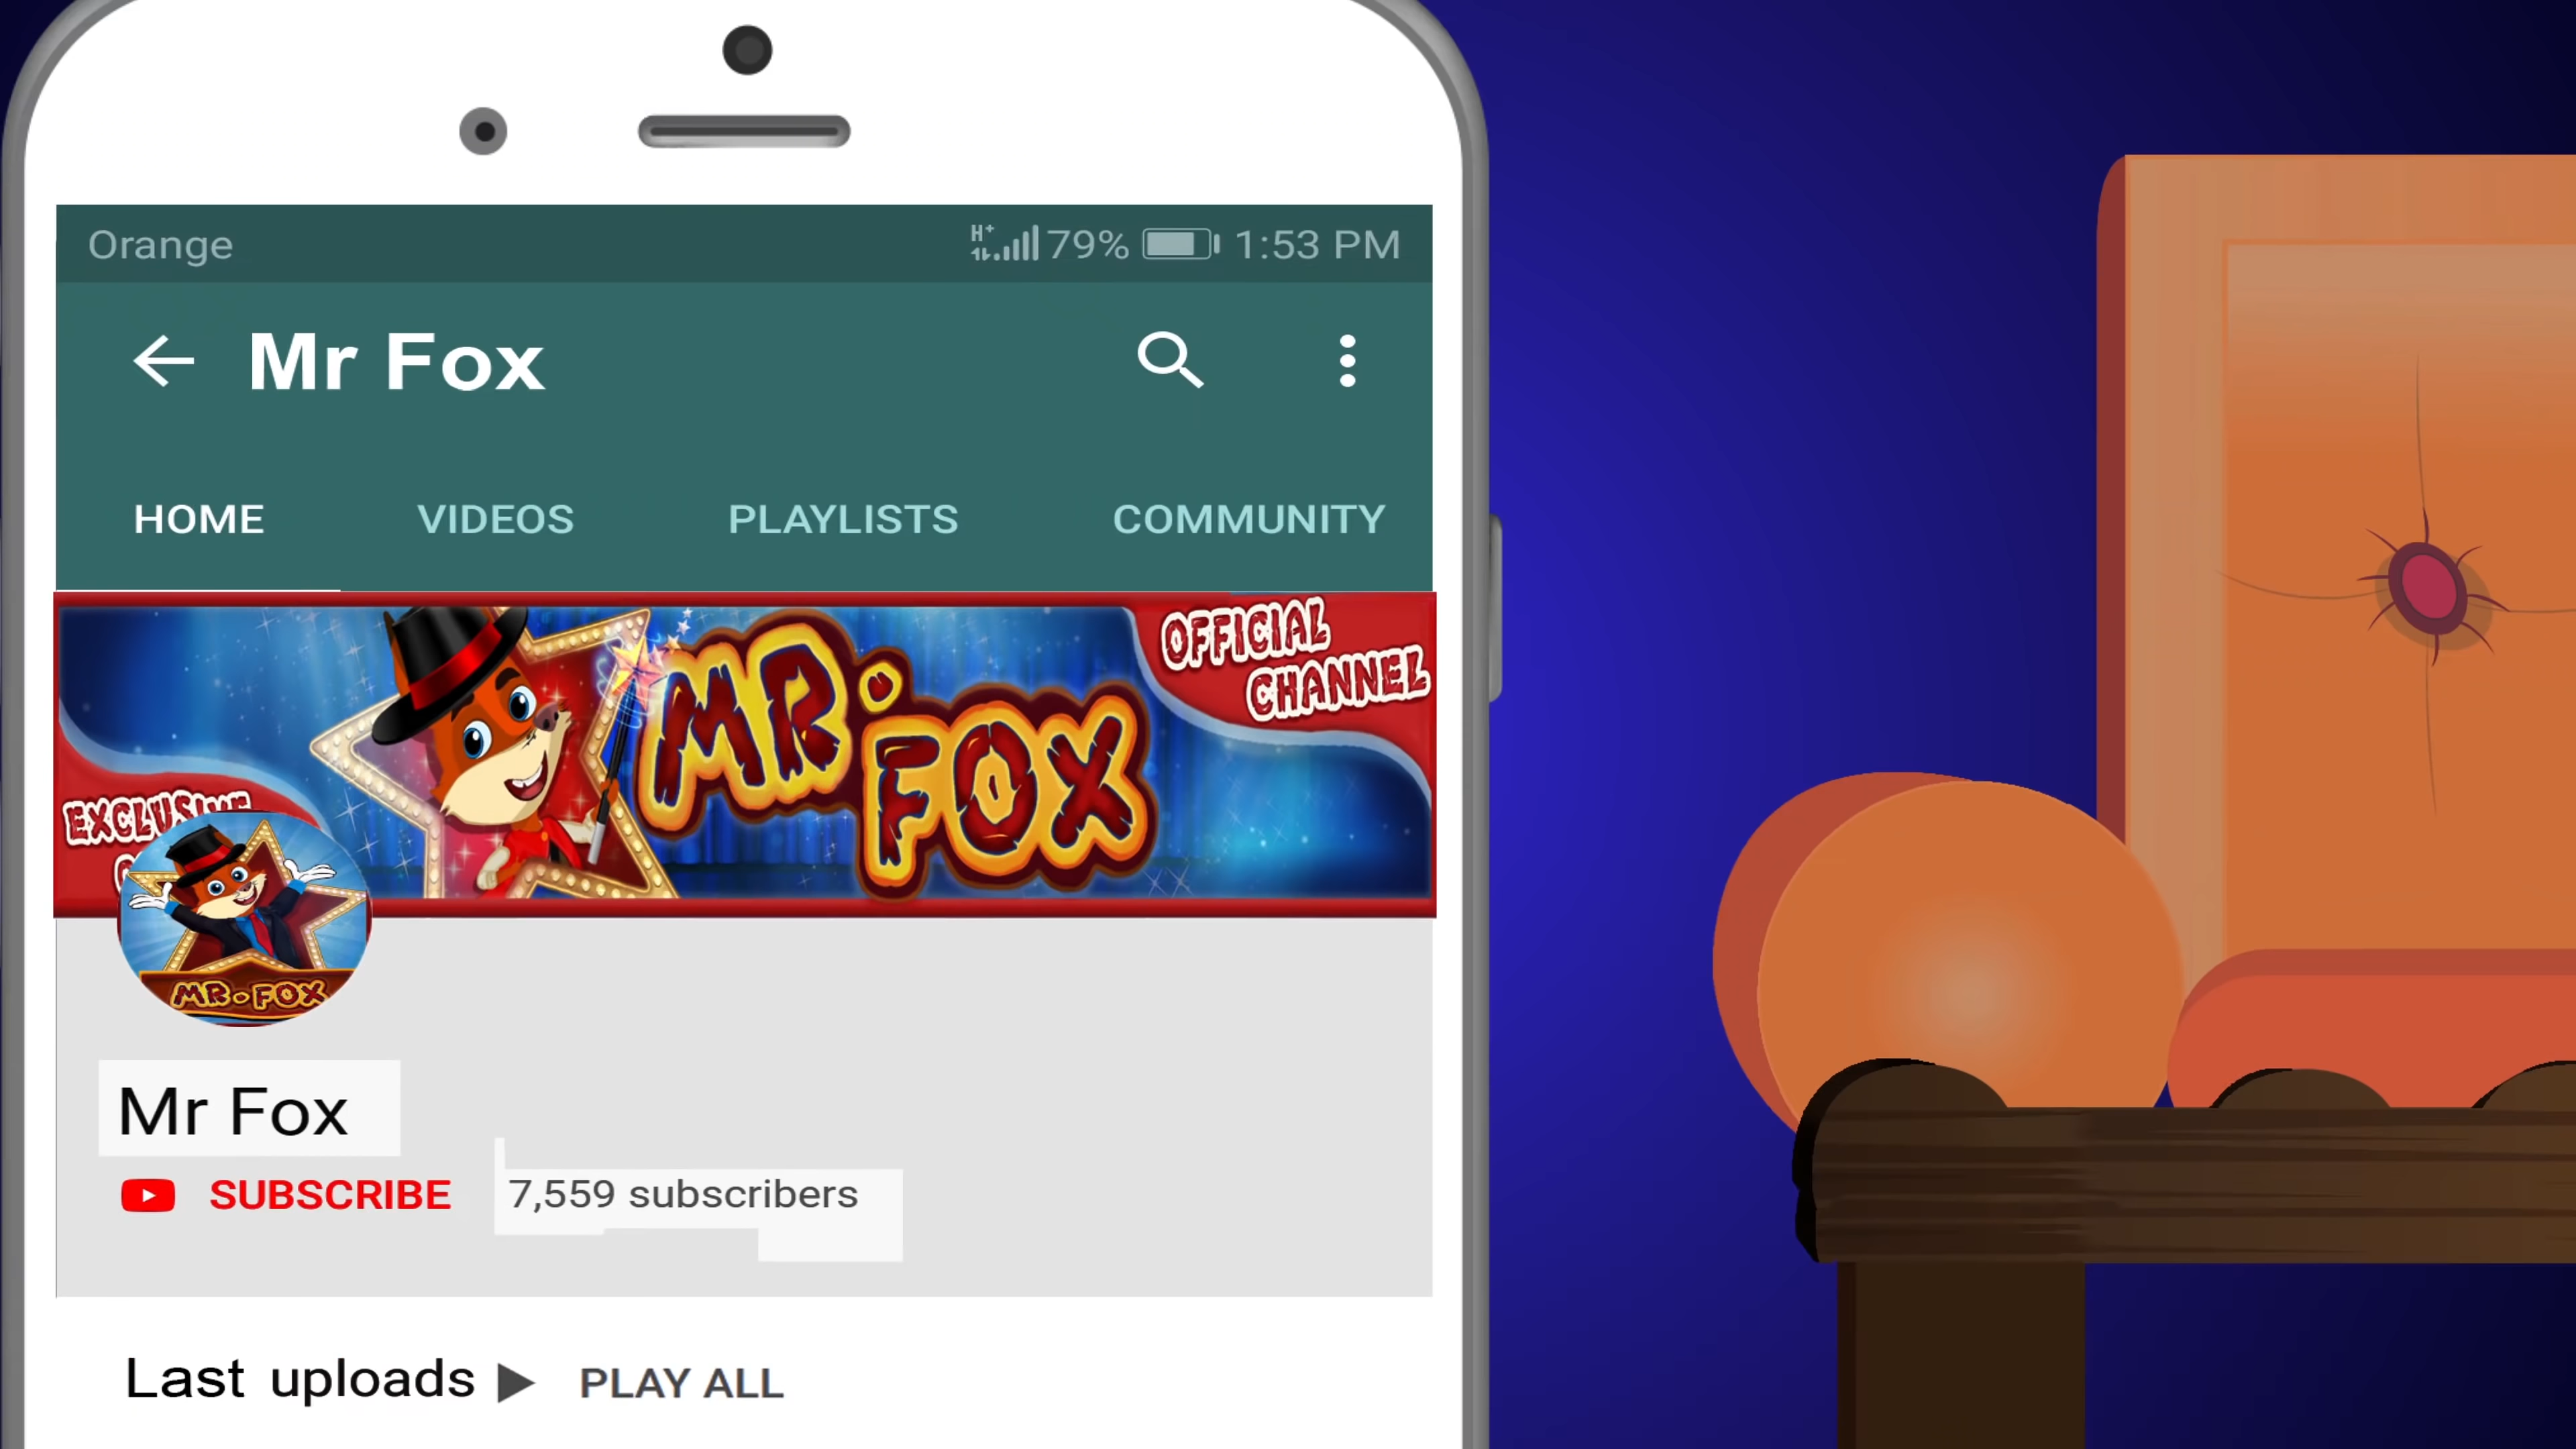 Orange
H+ 79% 1:53 PM
Mr Fox
HOME VIDEOS PLAYLISTS COMMUNITY
OFFICIAL
CHANNEL
MR.
FOX
EXCLUSIVE
MR. FOX
Mr Fox
SUBSCRIBE 7,559 subscribers
Last uploads PLAY ALL